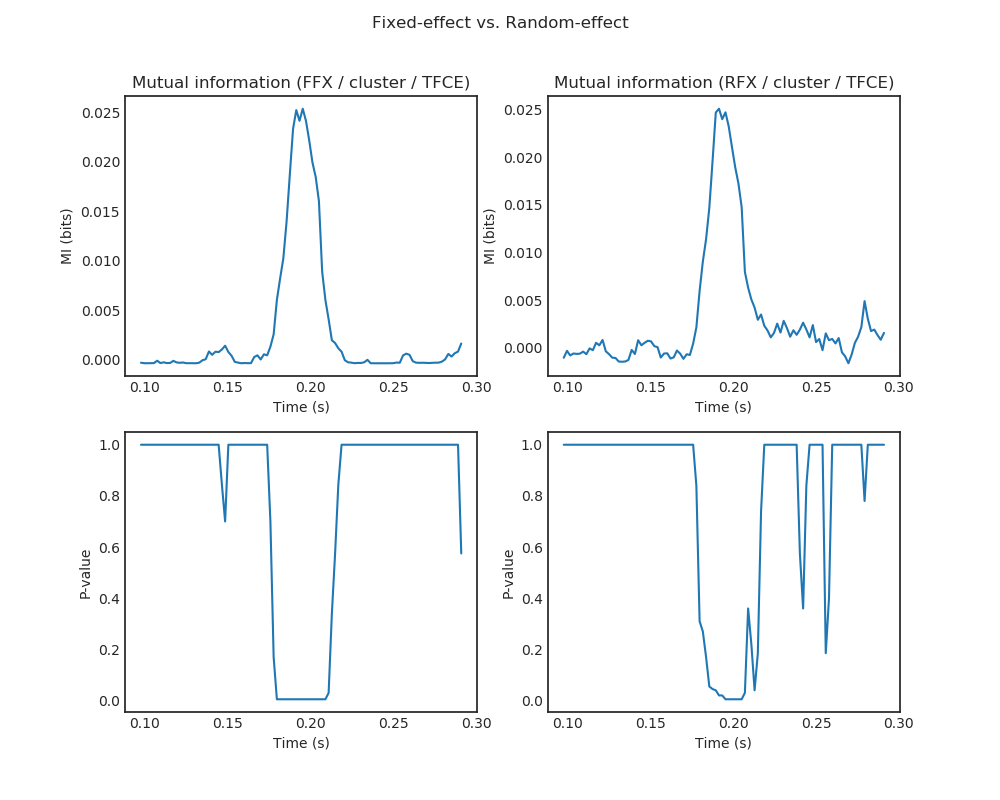 Fixed-effect vs. Random-effect
Mutual information (FFX / cluster / TFCE)
MI (bits)
0.025
0.020
0.015
0.010
0.005
0.000
0.10 0.15 0.20 0.25 0.30
Time (s)
Mutual information (RFX / cluster / TFCE)
MI (bits)
0.025
0.020
0.015
0.010
0.005
0.000
0.10 0.15 0.20 0.25 0.30
Time (s)
P-value
1.0
0.8
0.6
0.4
0.2
0.0
0.10 0.15 0.20 0.25 0.30
Time (s)
P-value
1.0
0.8
0.6
0.4
0.2
0.0
0.10 0.15 0.20 0.25 0.30
Time (s)